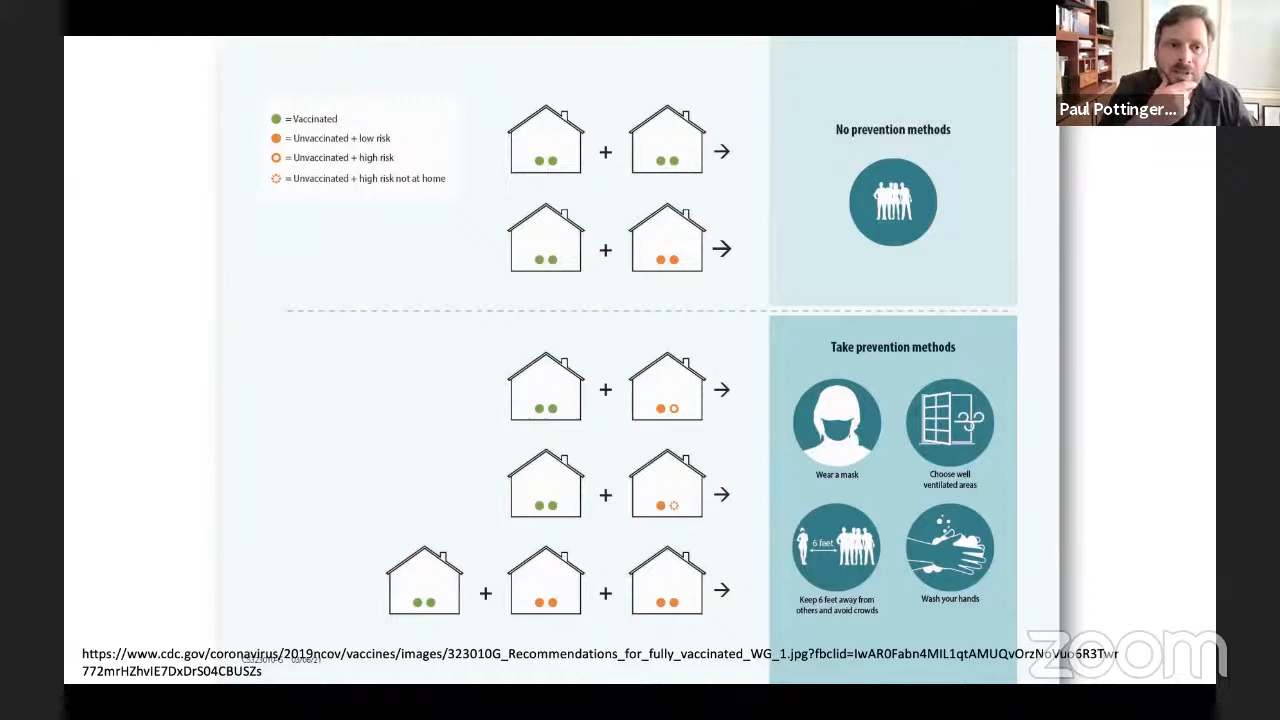 Paul Pottinger...
= Vaccinated
= Unvaccinated + low risk
= Unvaccinated + high risk
= Unvaccinated + high risk not at home
No prevention methods
Take prevention methods
Wear a mask
Choose well
ventilated areas
6 feet
Keep 6 feet away from
others and avoid crowds
Wash your hands
https://www.cdc.gov/coronavirus/2019ncov/vaccines/images/323010G_Recommendations_for_fully_vaccinated_WG_1.jpg?fbclid=IwAR0Fabn4MIL1qtAMUQvOrzNoVuo6R3Twr
772mrHZhvIE7DxDrS04CBUSZs
zoom